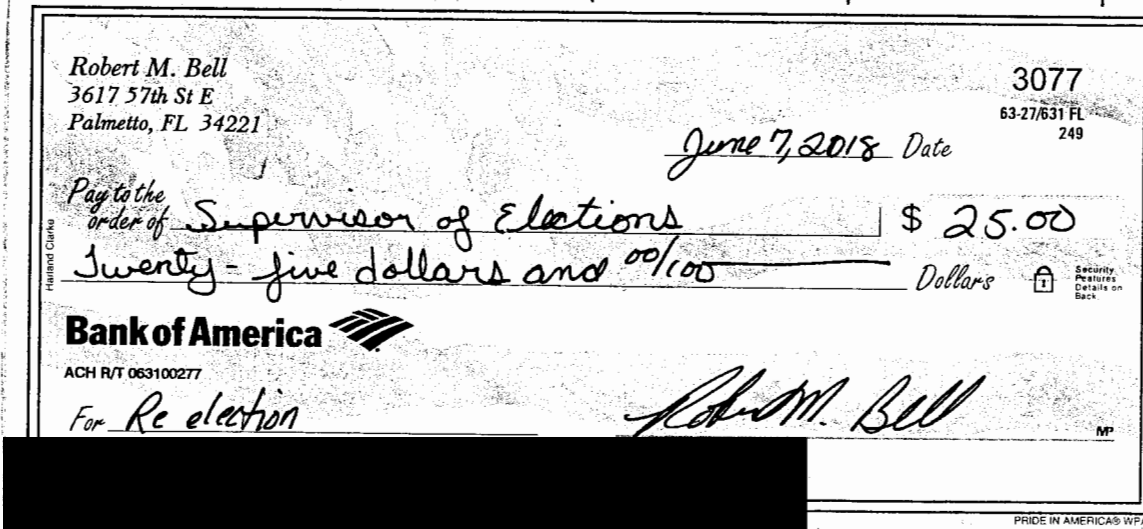 Robert M. Bell
3617 57th St E
Palmetto, FL 34221
3077
63-27/631 FL
249
June 7, 2018 Date
Pay to the
order of Supervisor of Elections $ 25.00
Twenty-five dollars and 00/100 Dollars
Security
Features
Details on
Back.
Harland Clarke
Bank of America
ACH R/T 063100277
For Re election
Robert M. Bell
MP
PRIDE IN AMERICA® WP